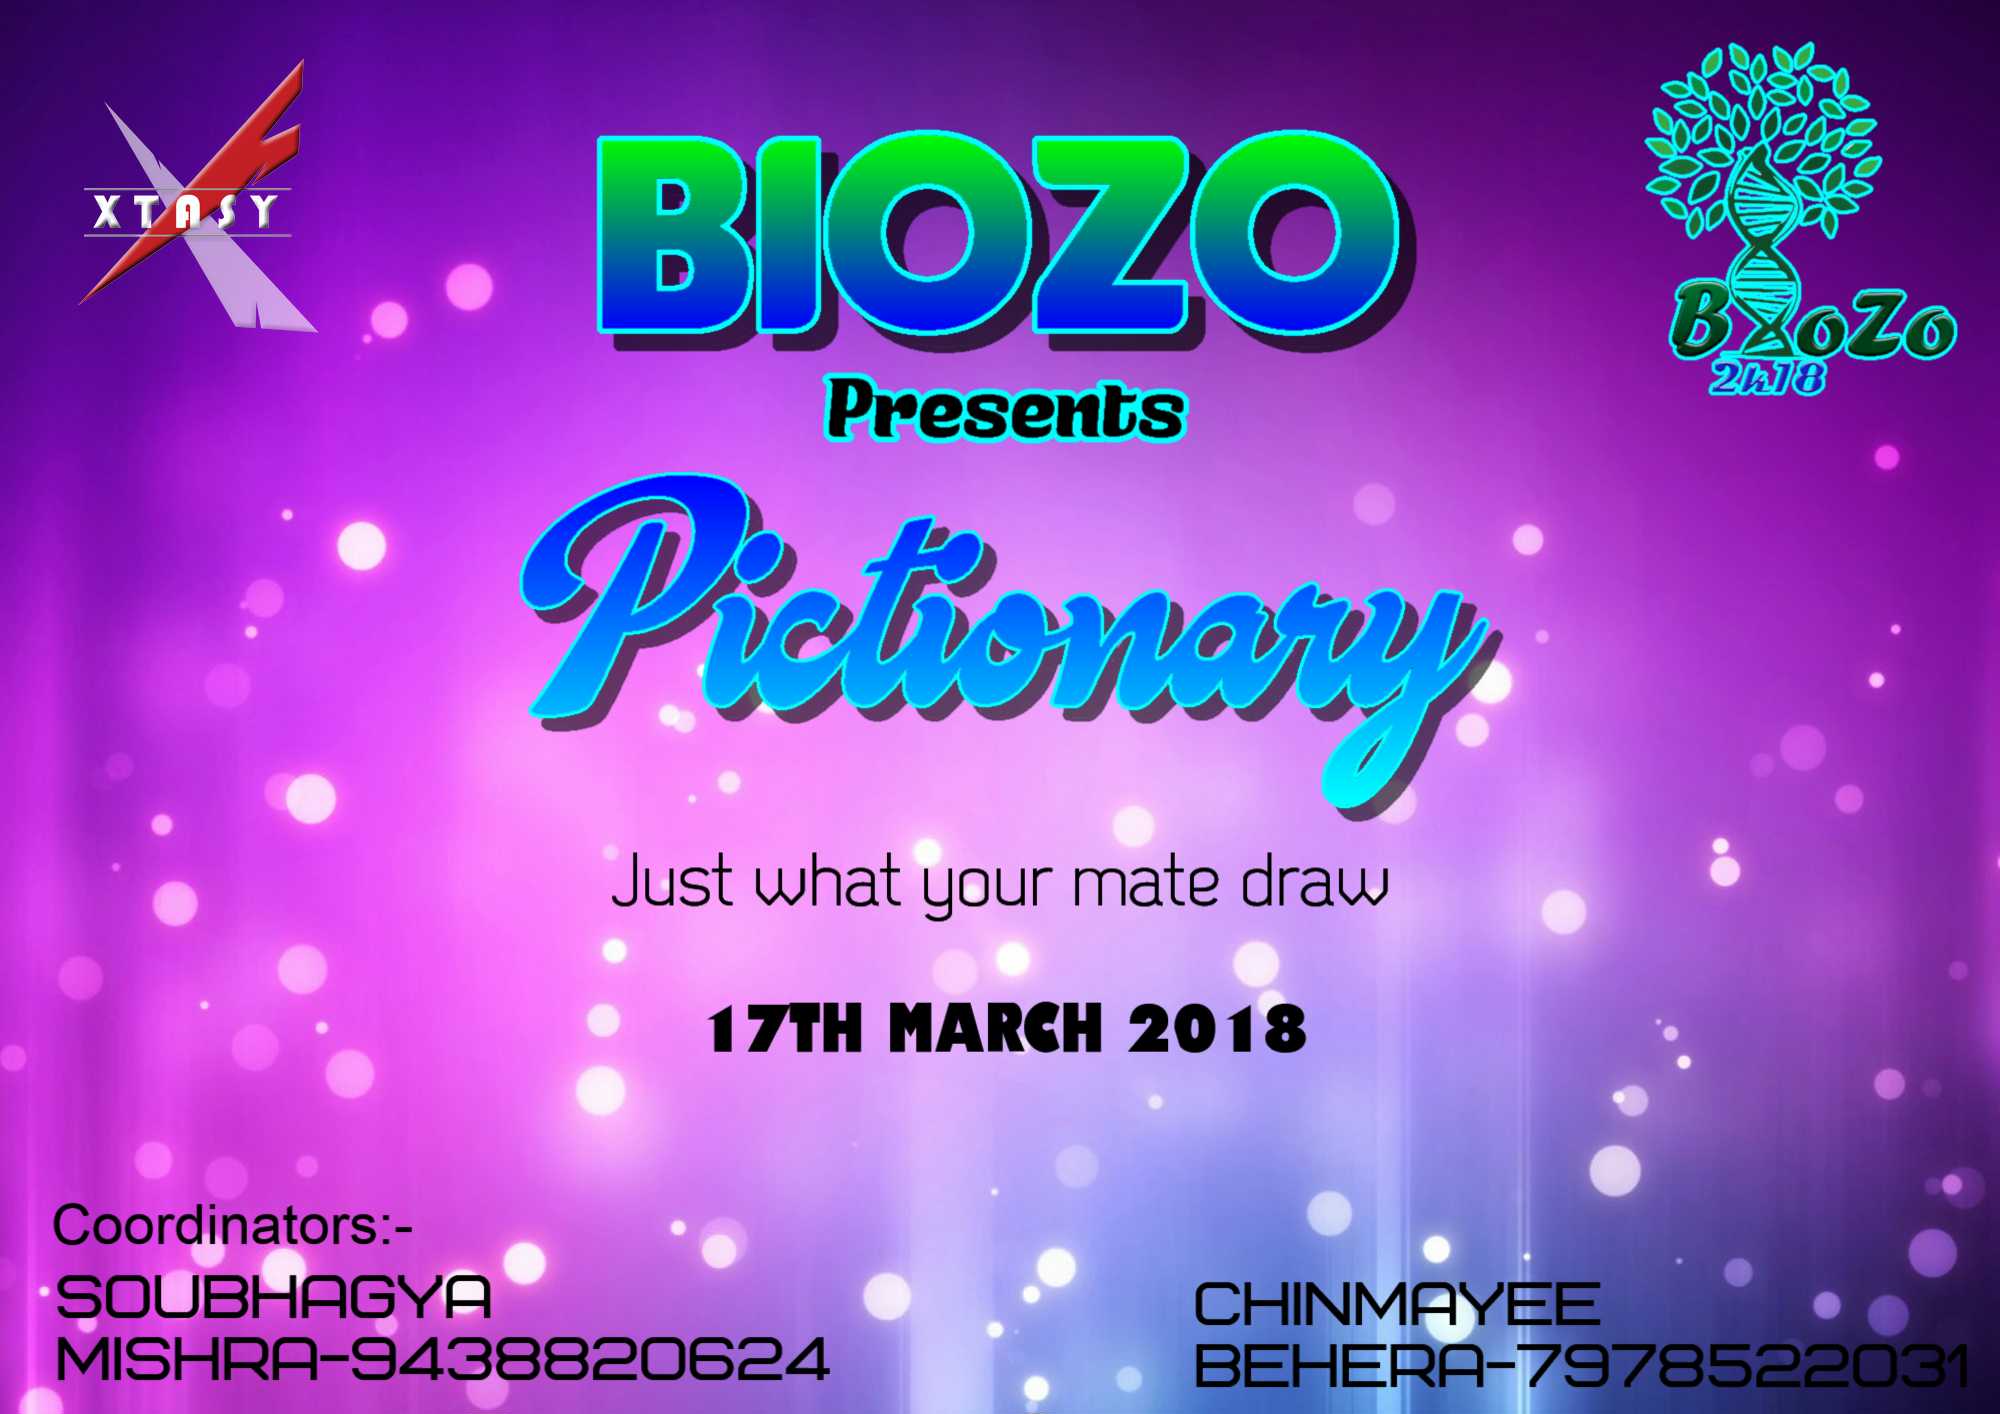 XTASY
BIOZO
BIoZo
2k18
Presents
Pictionary
Just what your mate draw
17TH MARCH 2018
Coordinators:-
SOUBHAGYA
MISHRA-9438820624
CHINMAYEE
BEHERA-7978522031